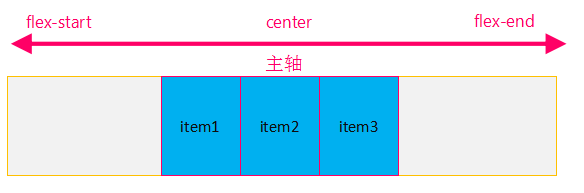 flex-start center flex-end
主轴
item1 item2 item3